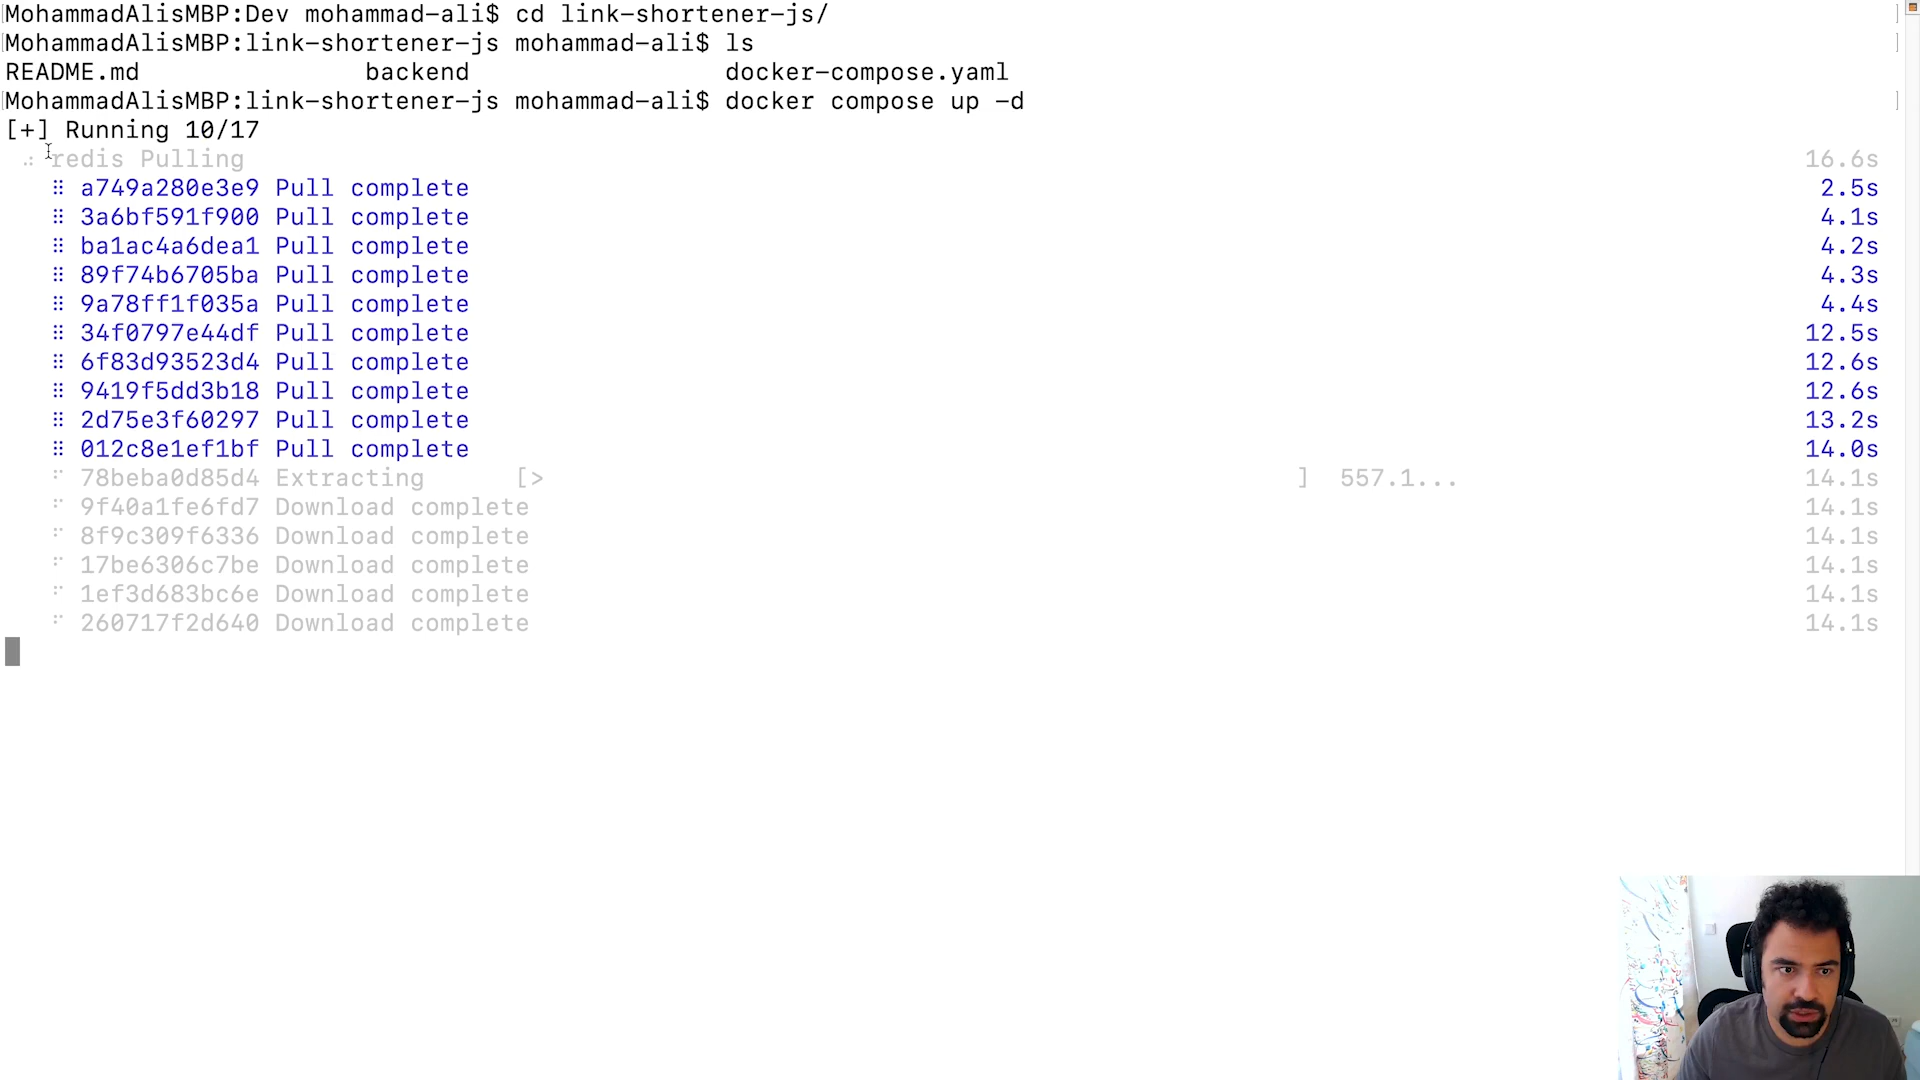 MohammadAlisMBP:Dev mohammad-ali$ cd link-shortener-js/
MohammadAlisMBP:link-shortener-js mohammad-ali$ ls
README.md backend docker-compose.yaml
MohammadAlisMBP:link-shortener-js mohammad-ali$ docker compose up -d
[+] Running 10/17
redis Pulling 16.6s
a749a280e3e9 Pull complete 2.5s
3a6bf591f900 Pull complete 4.1s
ba1ac4a6dea1 Pull complete 4.2s
89f74b6705ba Pull complete 4.3s
9a78ff1f035a Pull complete 4.4s
34f0797e44df Pull complete 12.5s
6f83d93523d4 Pull complete 12.6s
9419f5dd3b18 Pull complete 12.6s
2d75e3f60297 Pull complete 13.2s
012c8e1ef1bf Pull complete 14.0s
78beba0d85d4 Extracting [> ] 557.1... 14.1s
9f40a1fe6fd7 Download complete 14.1s
8f9c309f6336 Download complete 14.1s
17be6306c7be Download complete 14.1s
1ef3d683bc6e Download complete 14.1s
260717f2d640 Download complete 14.1s